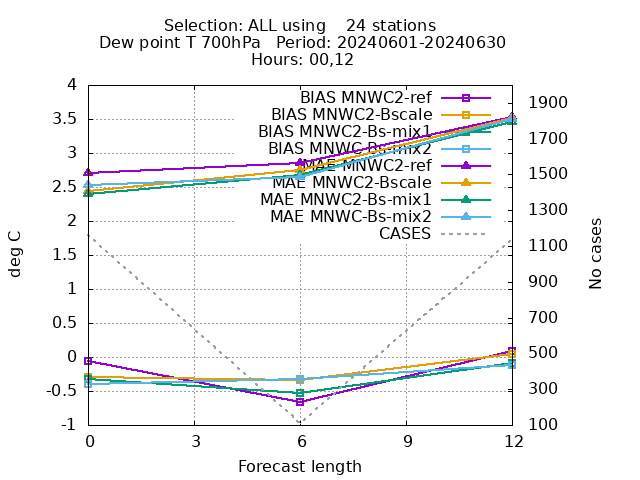 Selection: ALL using    24 stations
Dew point T 700hPa   Period: 20240601-20240630
Hours: 00,12
4
3.5
3
2.5
2
1.5
1
0.5
0
-0.5
-1
deg C
BIAS MNWC2-ref
BIAS MNWC2-Bscale
BIAS MNWC2-Bs-mix1
BIAS MNWC-Bs-mix2
MAE MNWC2-ref
MAE MNWC2-Bscale
MAE MNWC2-Bs-mix1
MAE MNWC-Bs-mix2
CASES
1900
1700
1500
1300
1100
900
700
500
300
100
No cases
0 3 6 9 12
Forecast length